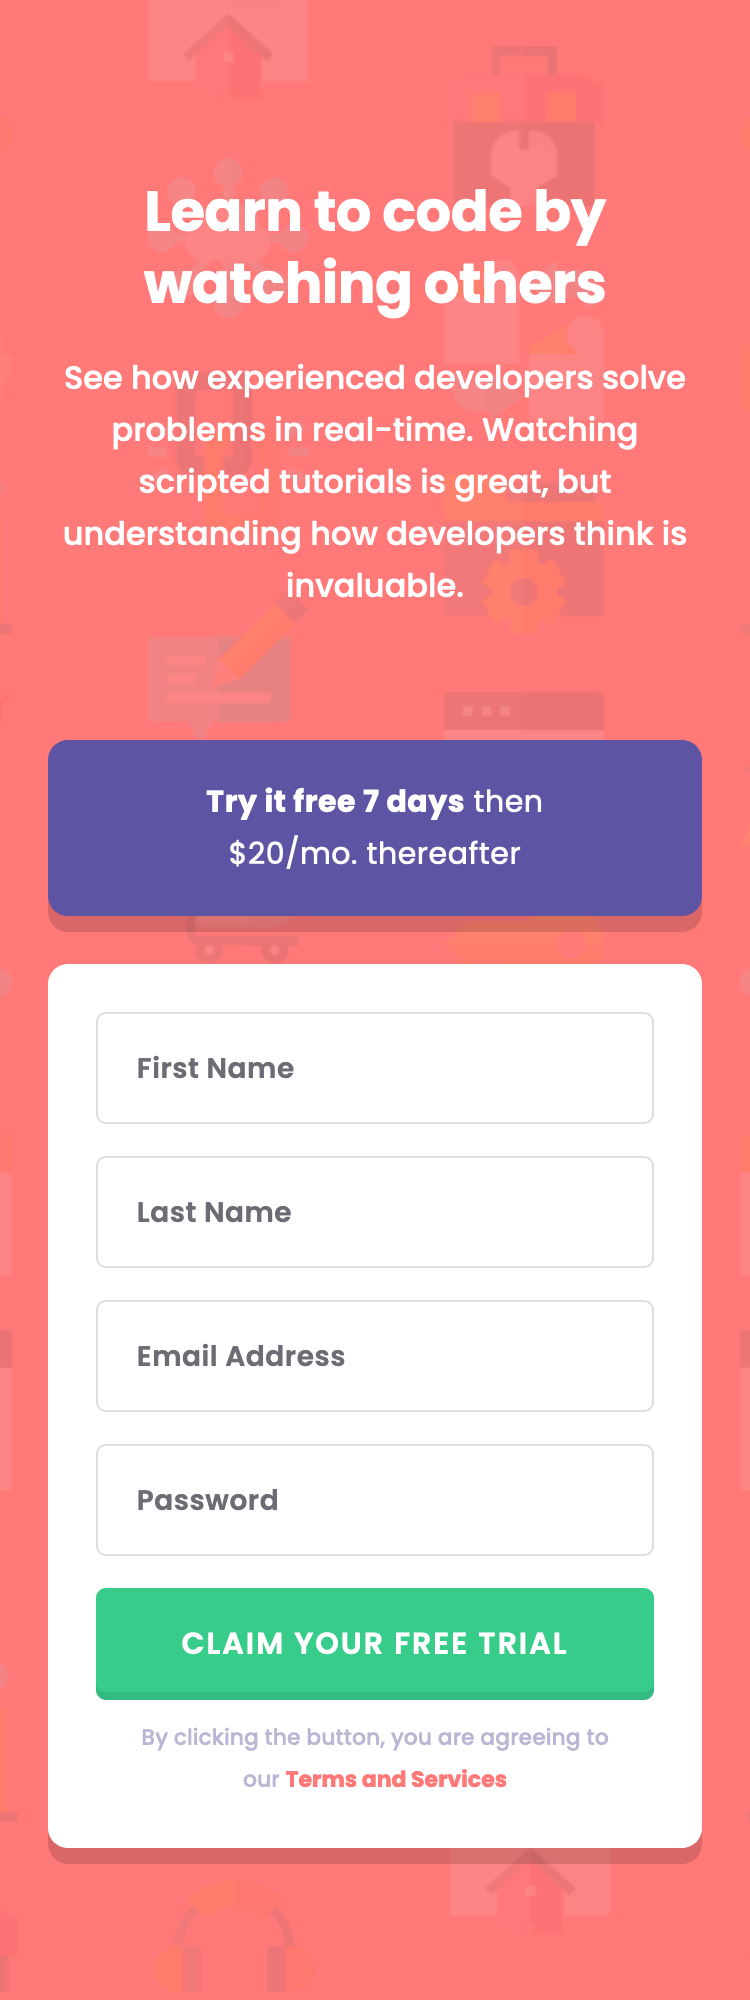 Learn to code by
watching others
See how experienced developers solve
problems in real-time. Watching
scripted tutorials is great, but
understanding how developers think is
invaluable.
Try it free 7 days then
$20/mo. thereafter
First Name
Last Name
Email Address
Password
CLAIM YOUR FREE TRIAL
By clicking the button, you are agreeing to
our Terms and Services